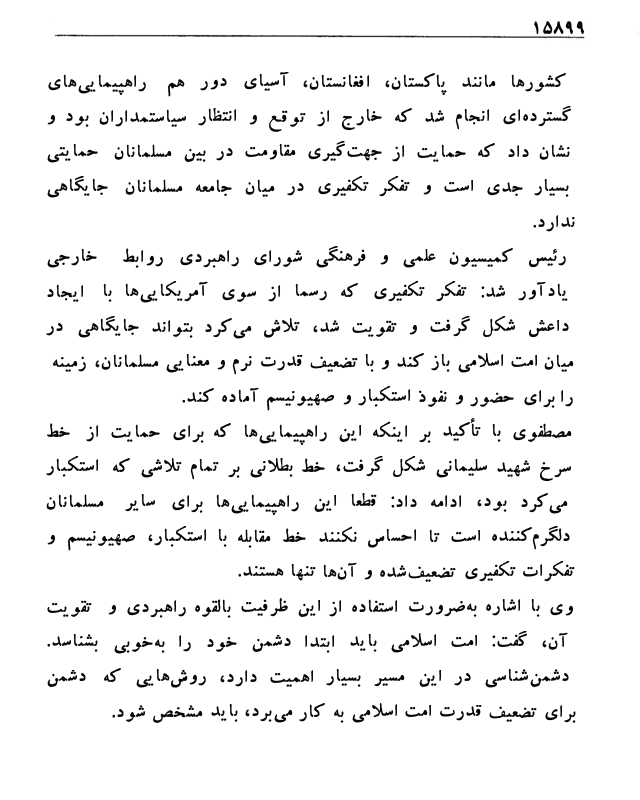 ۱۵۸۹۹
کشورها مانند پاکستان، افغانستان، آسیای دور هم راهپیمایی‌های
گسترده‌ای انجام شد که خارج از توقع و انتظار سیاستمداران بود و
نشان داد که حمایت از جهت‌گیری مقاومت در بین مسلمانان حمایتی
بسیار جدی است و تفکر تکفیری در میان جامعه مسلمانان جایگاهی
ندارد.
رئیس کمیسیون علمی و فرهنگی شورای راهبردی روابط خارجی
یادآور شد: تفکر تکفیری که رسما از سوی آمریکایی‌ها با ایجاد
داعش شکل گرفت و تقویت شد، تلاش می‌کرد بتواند جایگاهی در
میان امت اسلامی باز کند و با تضعیف قدرت نرم و معنایی مسلمانان، زمینه
را برای حضور و نفوذ استکبار و صهیونیسم آماده کند.
مصطفوی با تأکید بر اینکه این راهپیمایی‌ها که برای حمایت از خط
سرخ شهید سلیمانی شکل گرفت، خط بطلانی بر تمام تلاشی که استکبار
می‌کرد بود، ادامه داد: قطعا این راهپیمایی‌ها برای سایر مسلمانان
دلگرم‌کننده است تا احساس نکنند خط مقابله با استکبار، صهیونیسم و
تفکرات تکفیری تضعیف‌شده و آن‌ها تنها هستند.
وی با اشاره به‌ضرورت استفاده از این ظرفیت بالقوه راهبردی و تقویت
آن، گفت: امت اسلامی باید ابتدا دشمن خود را به‌خوبی بشناسد.
دشمن‌شناسی در این مسیر بسیار اهمیت دارد، روش‌هایی که دشمن
برای تضعیف قدرت امت اسلامی به کار می‌برد، باید مشخص شود.